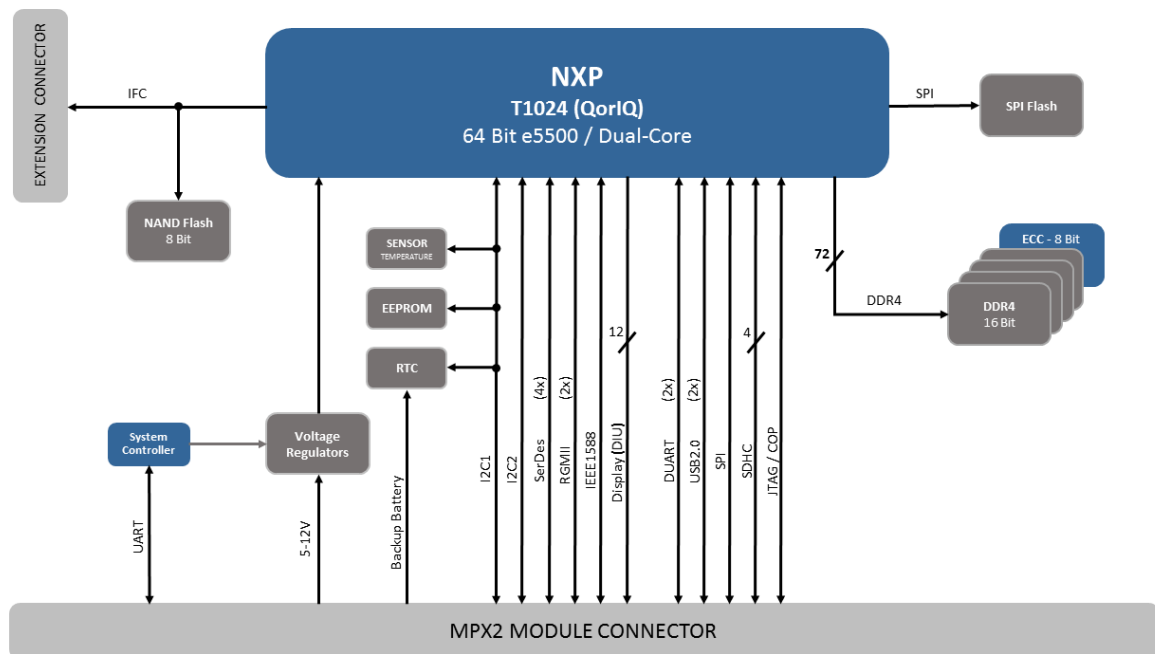 EXTENSION CONNECTOR
IFC
NXP
T1024 (QorIQ)
64 Bit e5500 / Dual-Core
SPI
SPI Flash
NAND Flash
8 Bit
SENSOR
TEMPERATURE
EEPROM
RTC
72
ECC - 8 Bit
DDR4
DDR4
16 Bit
12
4
System
Controller
Voltage
Regulators
UART
5-12V
Backup Battery
I2C1
I2C2
SerDes (4x)
RGMII (2x)
IEEE1588
Display (DIU)
DUART (2x)
USB2.0 (2x)
SPI
SDHC
JTAG / COP
MPX2 MODULE CONNECTOR